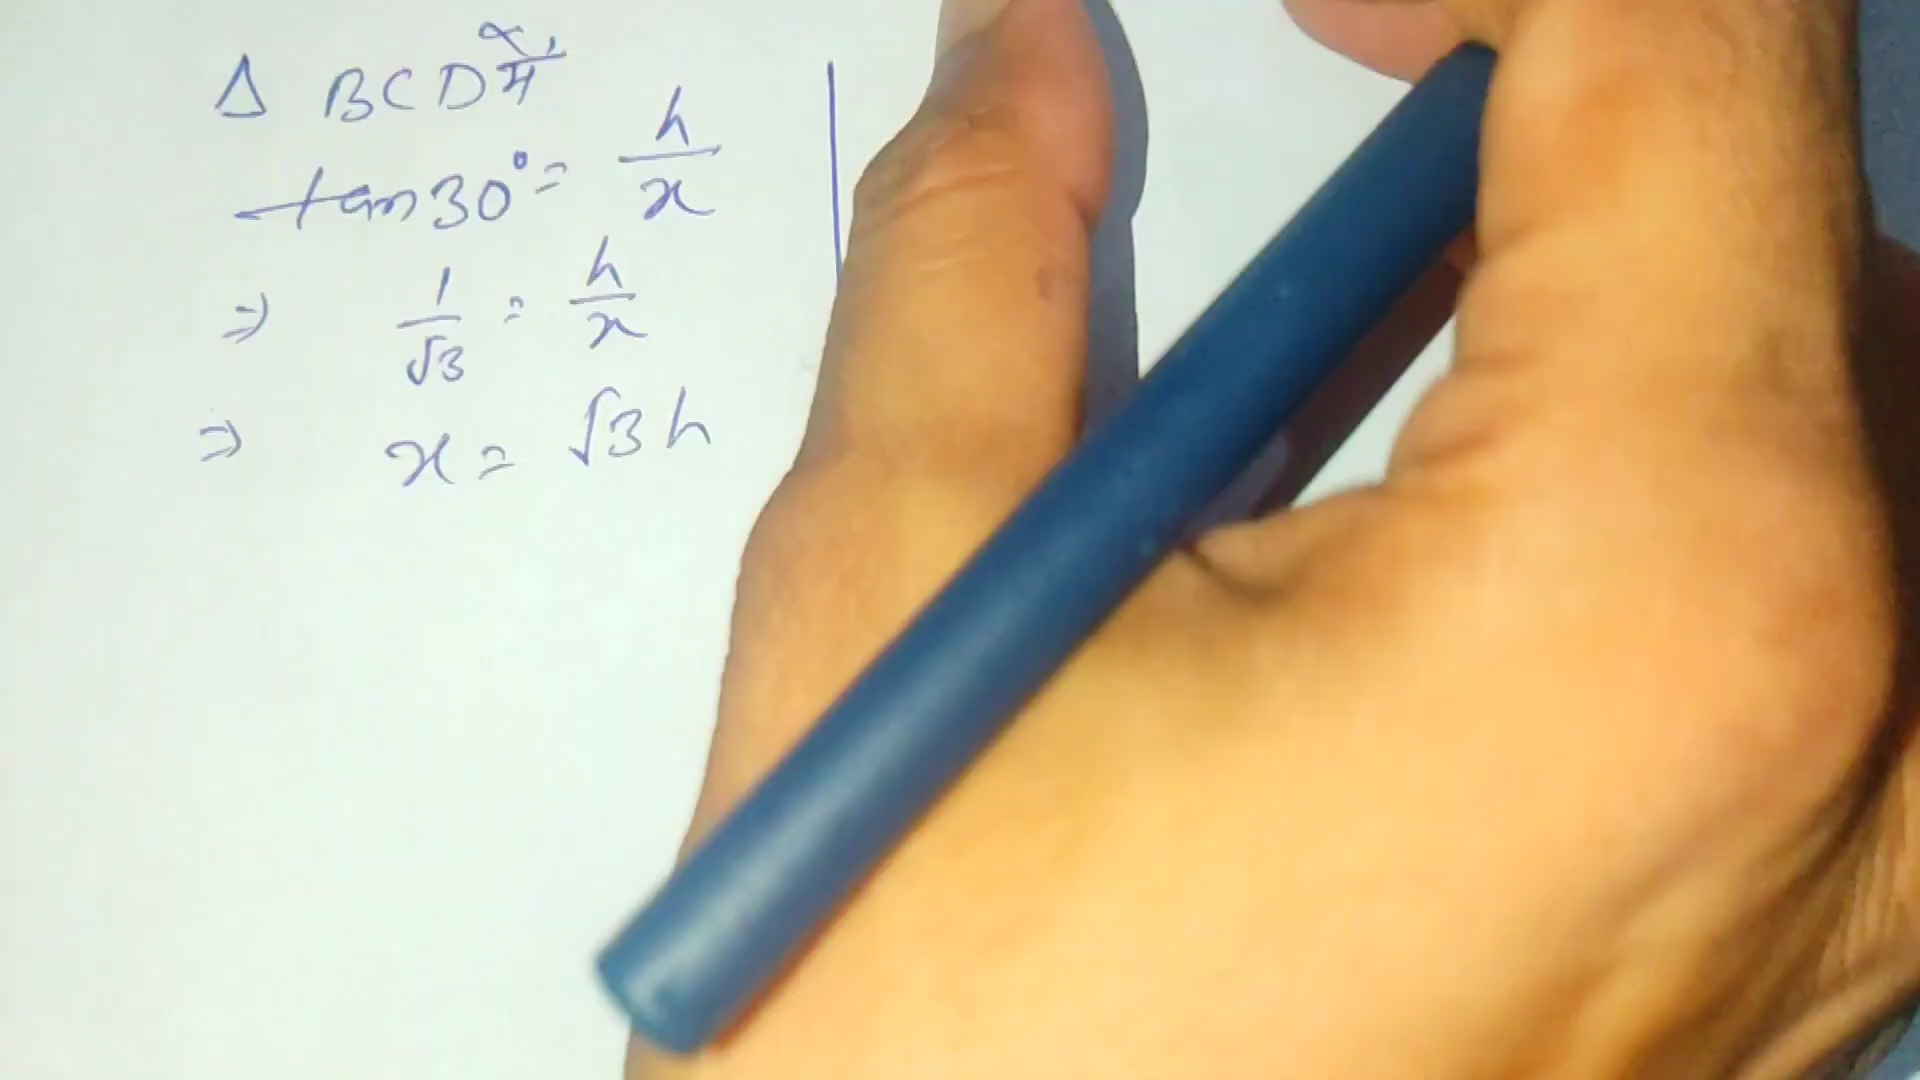 Δ BCD में
tan30° = h/x
⇒ 1/√3 = h/x
⇒ x = √3 h